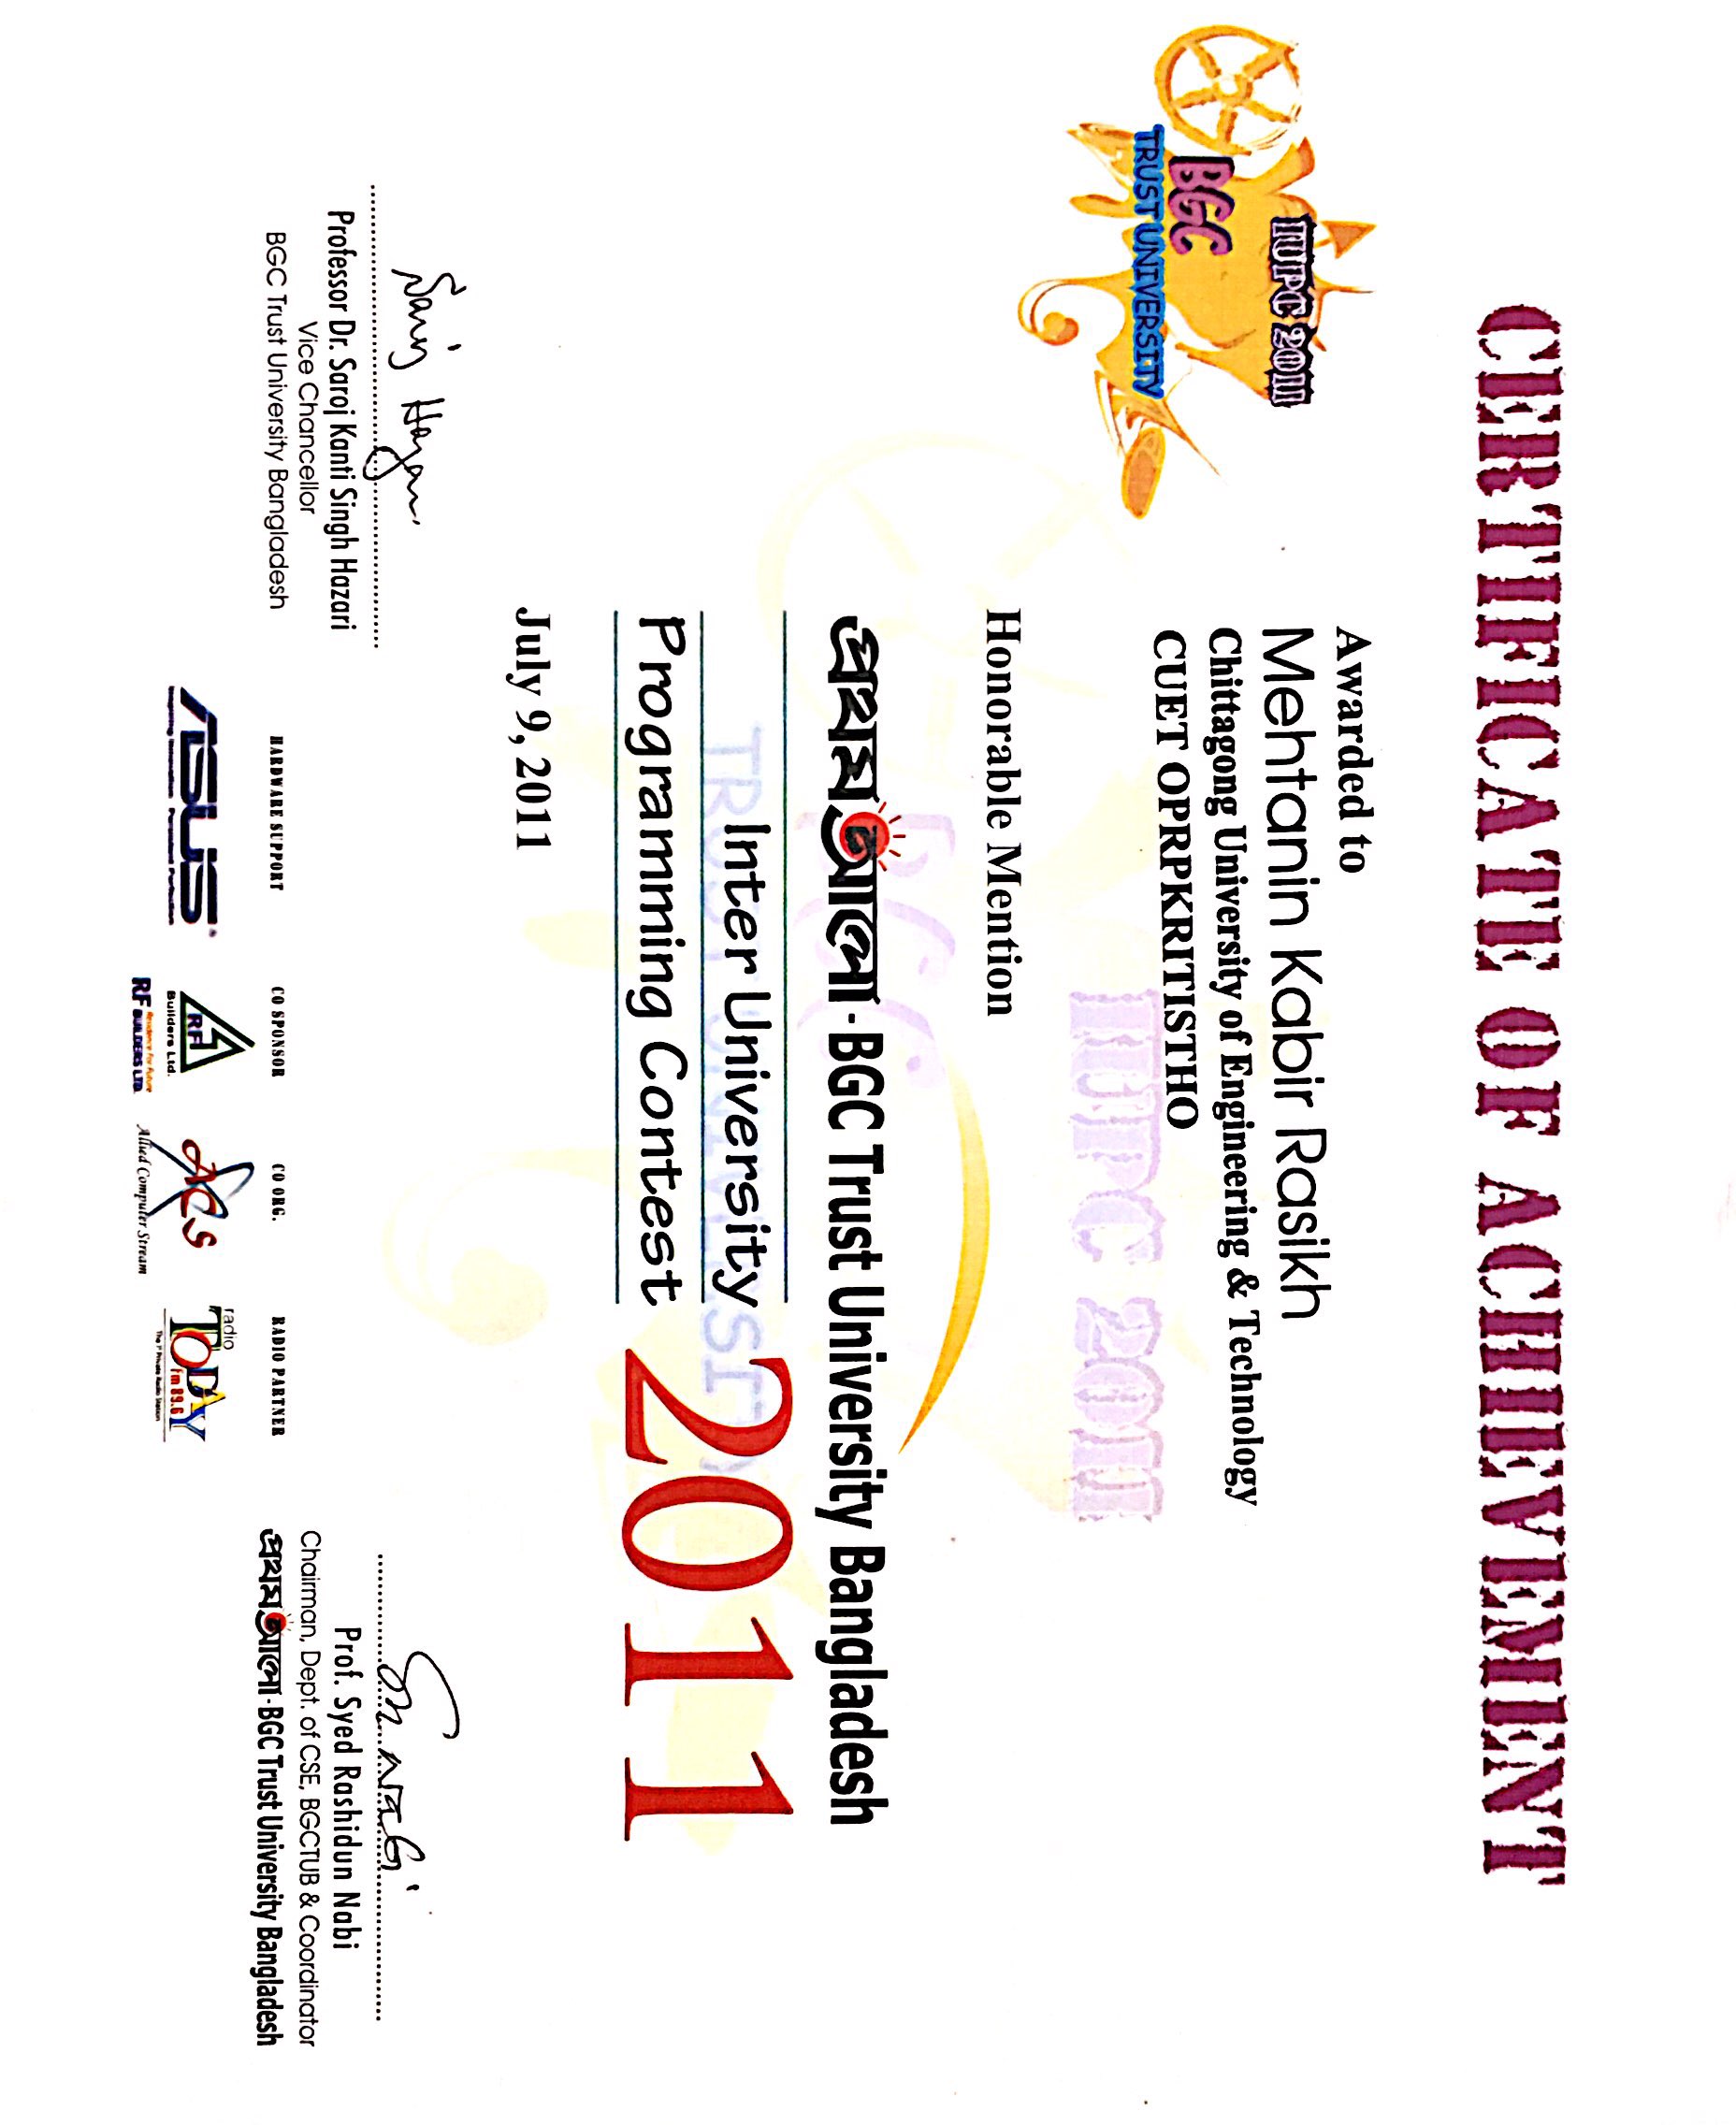 CERTIFICATE OF ACHIEVEMENT
IUPC 2011
BGC
TRUST UNIVERSITY
Awarded to
Mehtanin Kabir Rasikh
Chittagong University of Engineering & Technology
CUET OPRPKRITISTHO
IUPC 2011
Honorable Mention
BGC
প্রথম আলো - BGC Trust University Bangladesh
TRUST UNIVERSITY
Inter University
Programming Contest
2011
July 9, 2011
Saroj Hazari
Professor Dr. Saroj Kanti Singh Hazari
Vice Chancellor
BGC Trust University Bangladesh
SR Nabi
Prof. Syed Rashidun Nabi
Chairman, Dept. of CSE, BGCTUB & Coordinator
প্রথম আলো - BGC Trust University Bangladesh
HARDWARE SUPPORT
ASUS
Inspiring Innovation Persistent Perfection
CO SPONSOR
RF
Builders Ltd.
RF Residence For Future
BUILDERS LTD.
CO ORG.
ACS
Allied Computer Stream
RADIO PARTNER
radio
TODAY
fm 89.6
The 1st Private Radio Station